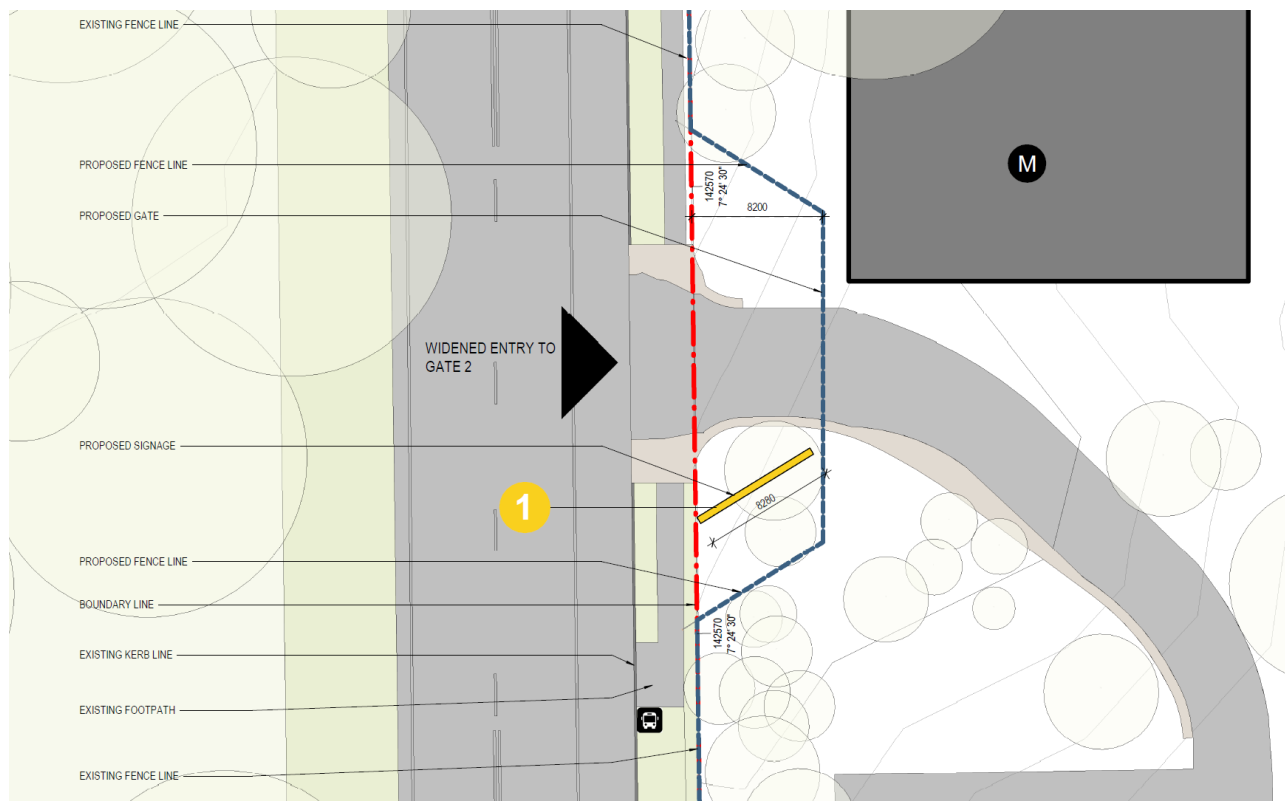 EXISTING FENCE LINE
M
PROPOSED FENCE LINE
142570
7° 24' 30"
8200
PROPOSED GATE
WIDENED ENTRY TO
GATE 2
PROPOSED SIGNAGE
1
8280
PROPOSED FENCE LINE
BOUNDARY LINE
142570
7° 24' 30"
EXISTING KERB LINE
EXISTING FOOTPATH
EXISTING FENCE LINE